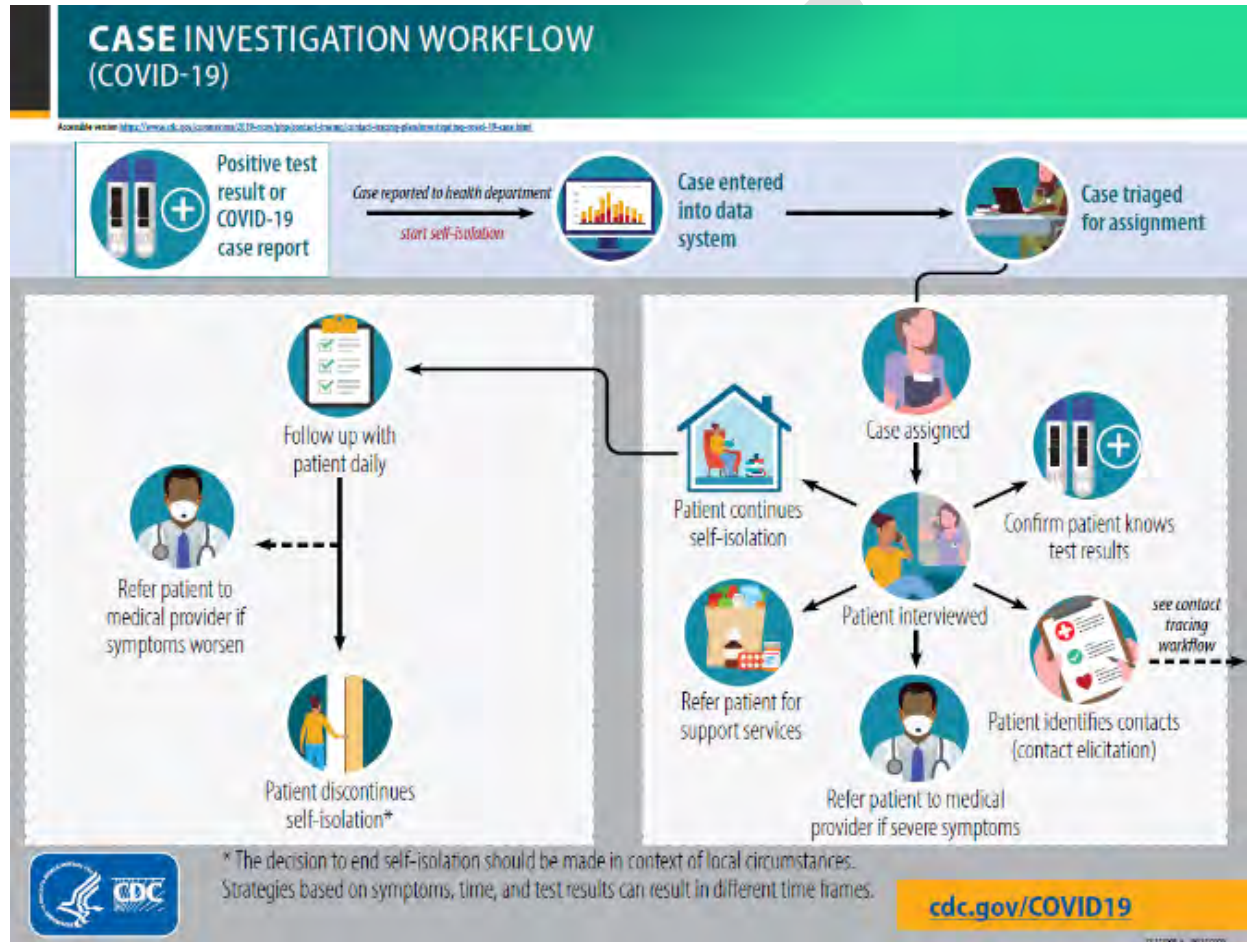 CASE INVESTIGATION WORKFLOW
(COVID-19)
Accessible version
Positive test
result or
COVID-19
case report
Case reported to health department
start self-isolation
Case entered
into data
system
Case triaged
for assignment
Case assigned
Patient interviewed
Confirm patient knows
test results
Patient continues
self-isolation
Refer patient for
support services
Refer patient to medical
provider if severe symptoms
Patient identifies contacts
(contact elicitation)
see contact
tracing
workflow
Follow up with
patient daily
Refer patient to
medical provider if
symptoms worsen
Patient discontinues
self-isolation*
* The decision to end self-isolation should be made in context of local circumstances.
Strategies based on symptoms, time, and test results can result in different time frames.
CDC
cdc.gov/COVID19